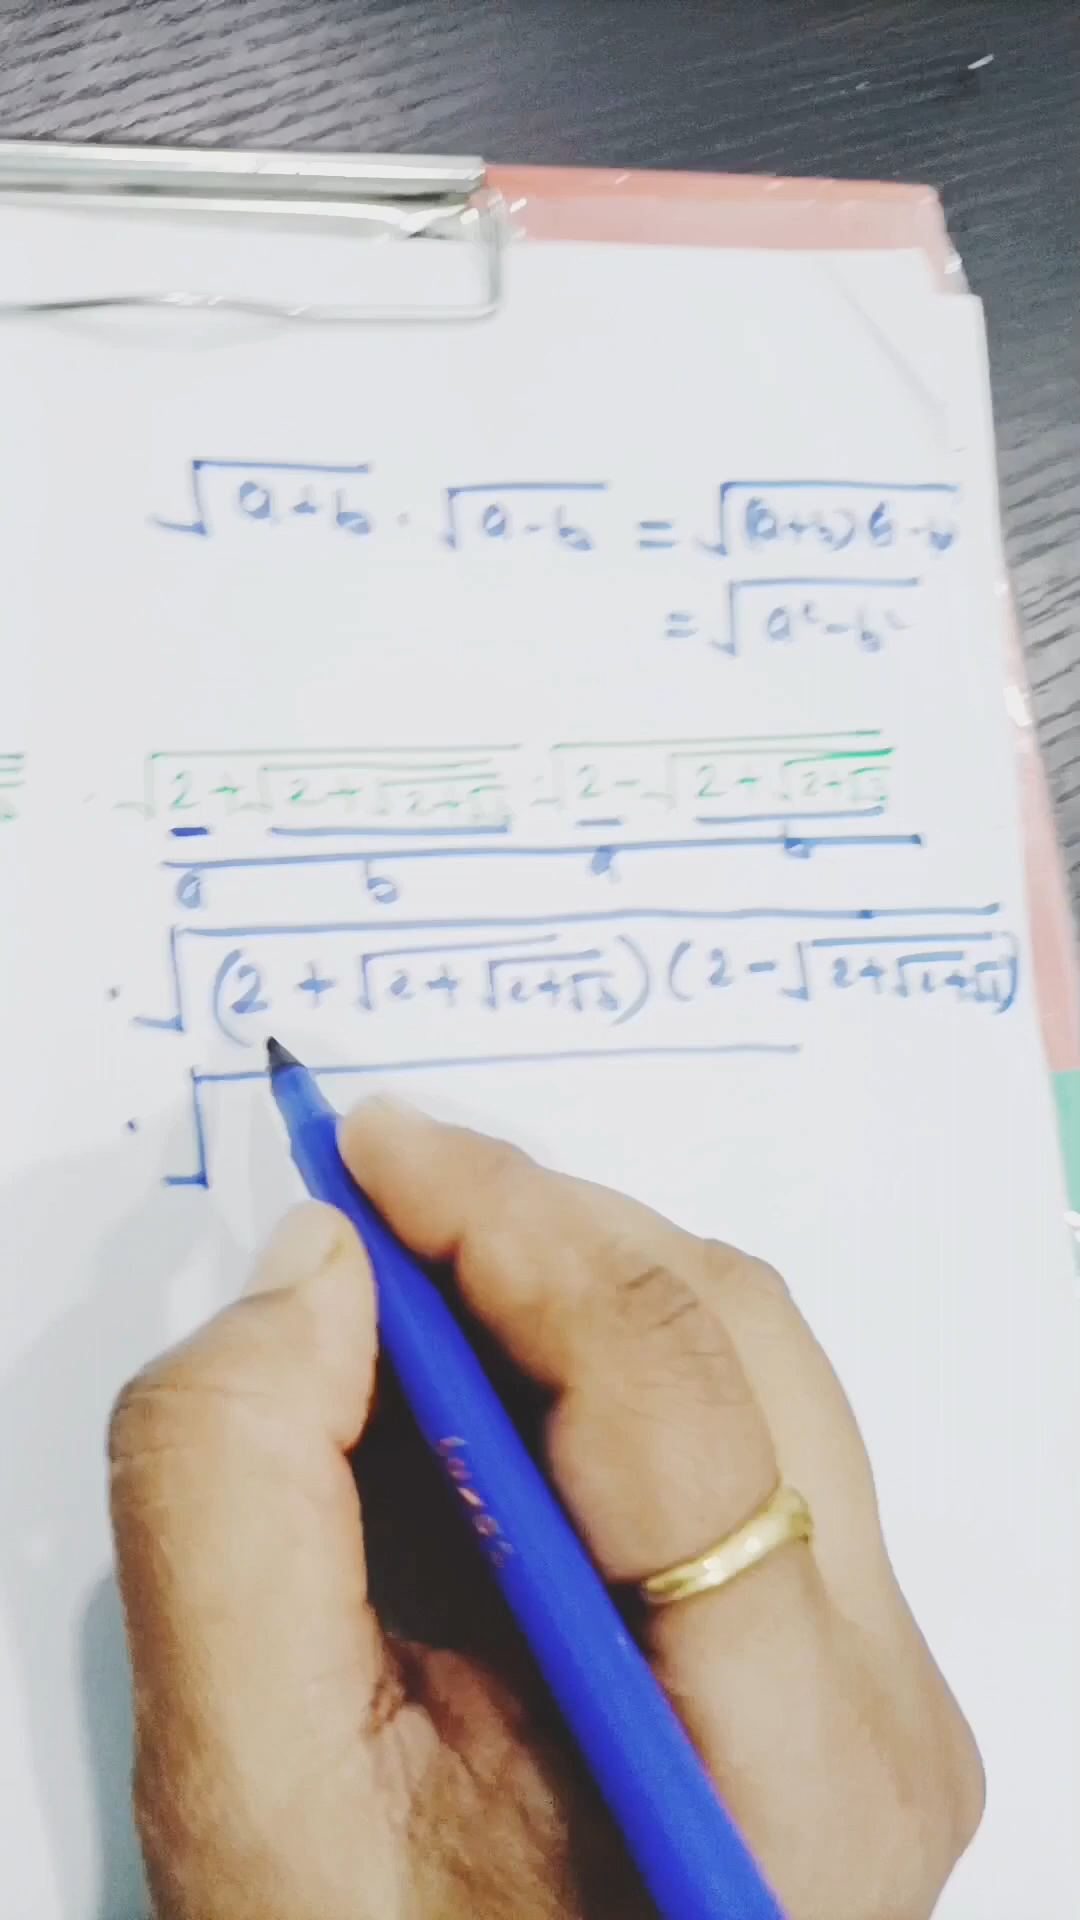 √(a+b) · √(a-b) = √((a+b)(a-b))
= √(a²-b²)
· √(2+√(2+√(2+√3))) · √(2-√(2+√(2+√3)))
a b a b
· √((2+√(2+√(2+√3)))(2-√(2+√(2+√3))))
· √